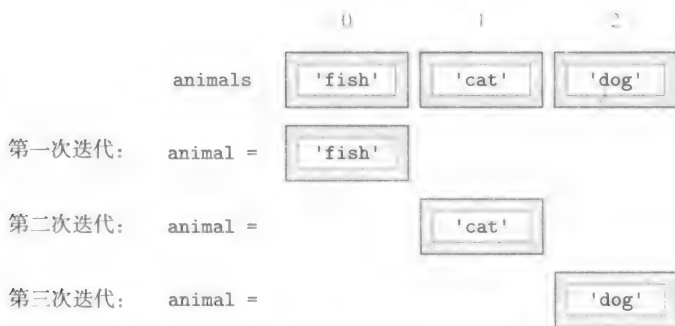 0 1 2
animals 'fish' 'cat' 'dog'
第一次迭代: animal = 'fish'
第二次迭代: animal = 'cat'
第三次迭代: animal = 'dog'